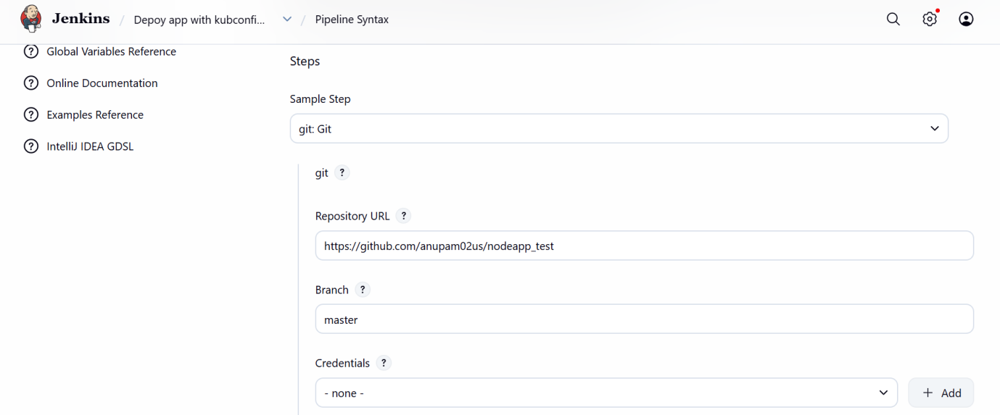 Jenkins / Depoy app with kubconfi... / Pipeline Syntax
Global Variables Reference
Online Documentation
Examples Reference
IntelliJ IDEA GDSL
Steps
Sample Step
git: Git
git ?
Repository URL ?
https://github.com/anupam02us/nodeapp_test
Branch ?
master
Credentials ?
- none -
+ Add